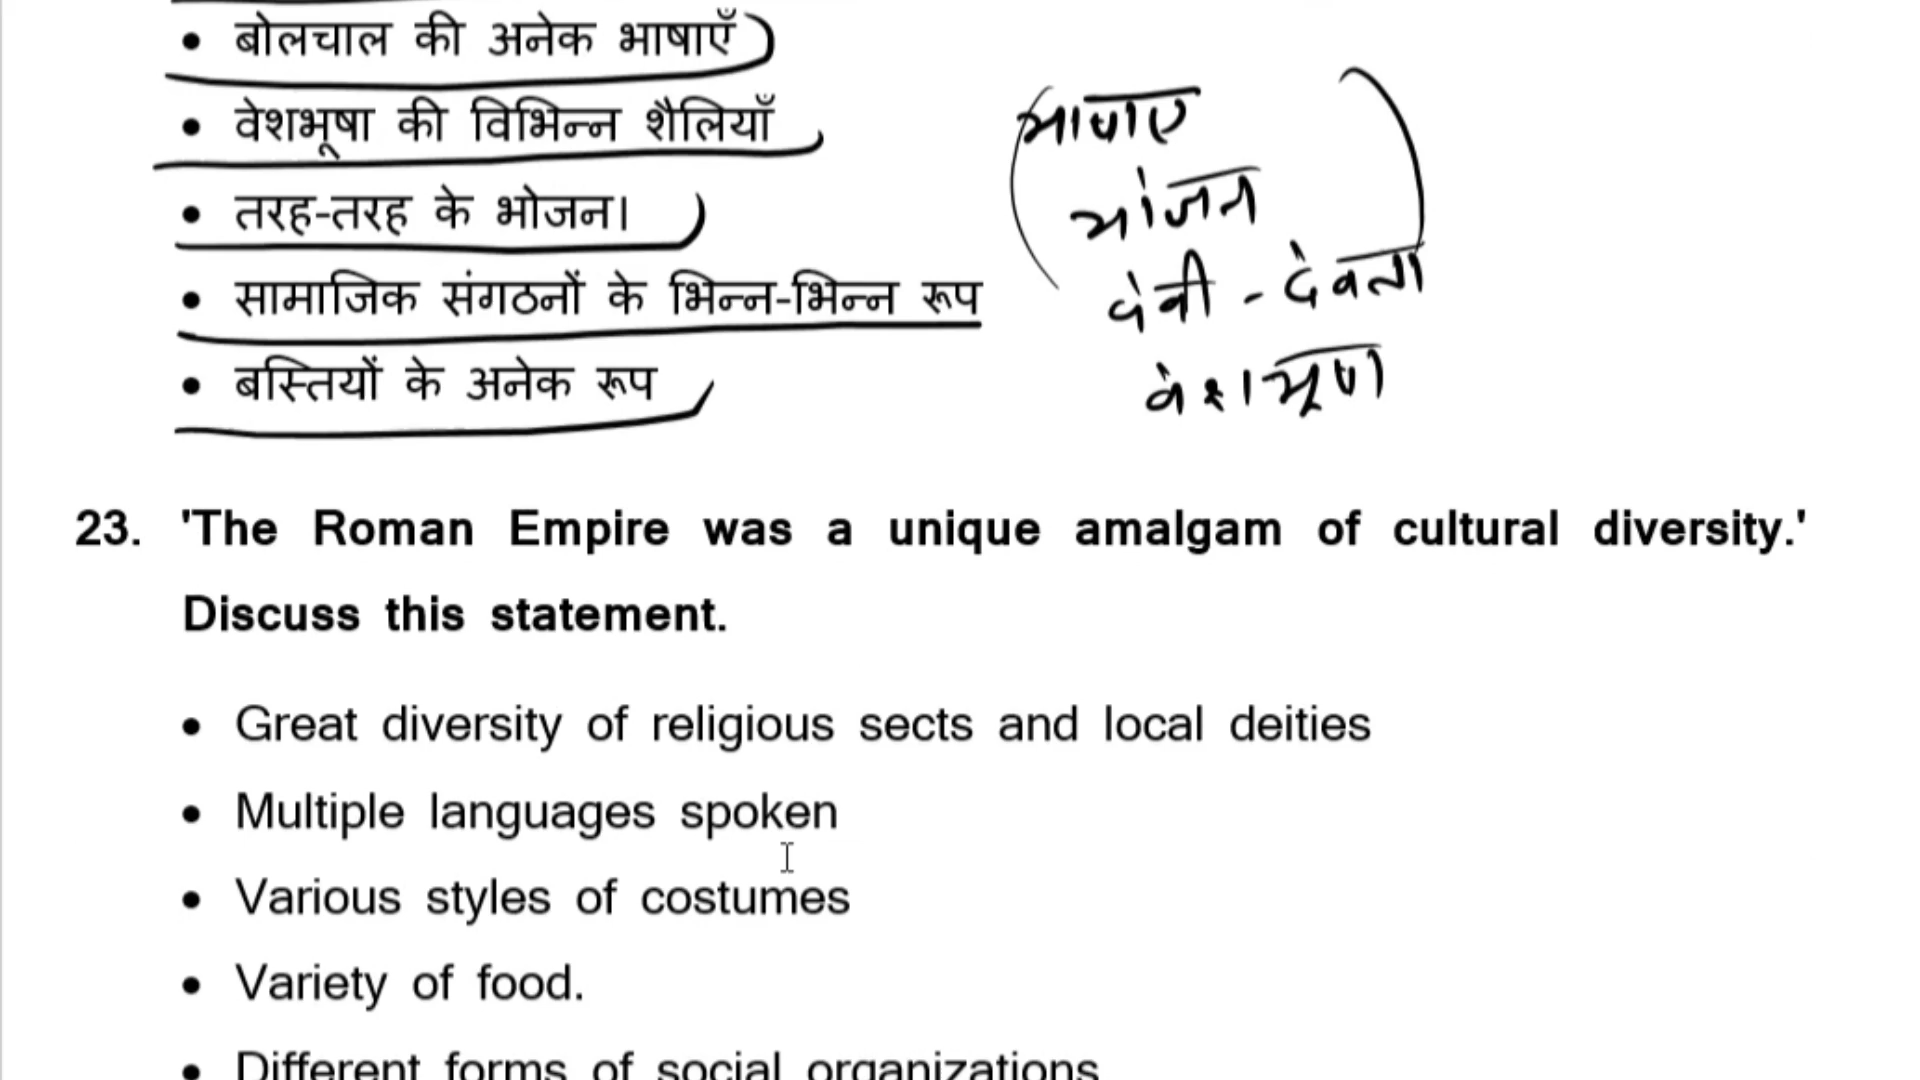 • बोलचाल की अनेक भाषाएँ
• वेशभूषा की विभिन्न शैलियाँ
• तरह-तरह के भोजन।
• सामाजिक संगठनों के भिन्न-भिन्न रूप
• बस्तियों के अनेक रूप
भाषाए
भोजन
देवी - देवता
वेशभूषा
23. 'The Roman Empire was a unique amalgam of cultural diversity.'
Discuss this statement.
• Great diversity of religious sects and local deities
• Multiple languages spoken
• Various styles of costumes
• Variety of food.
• Different forms of social organizations